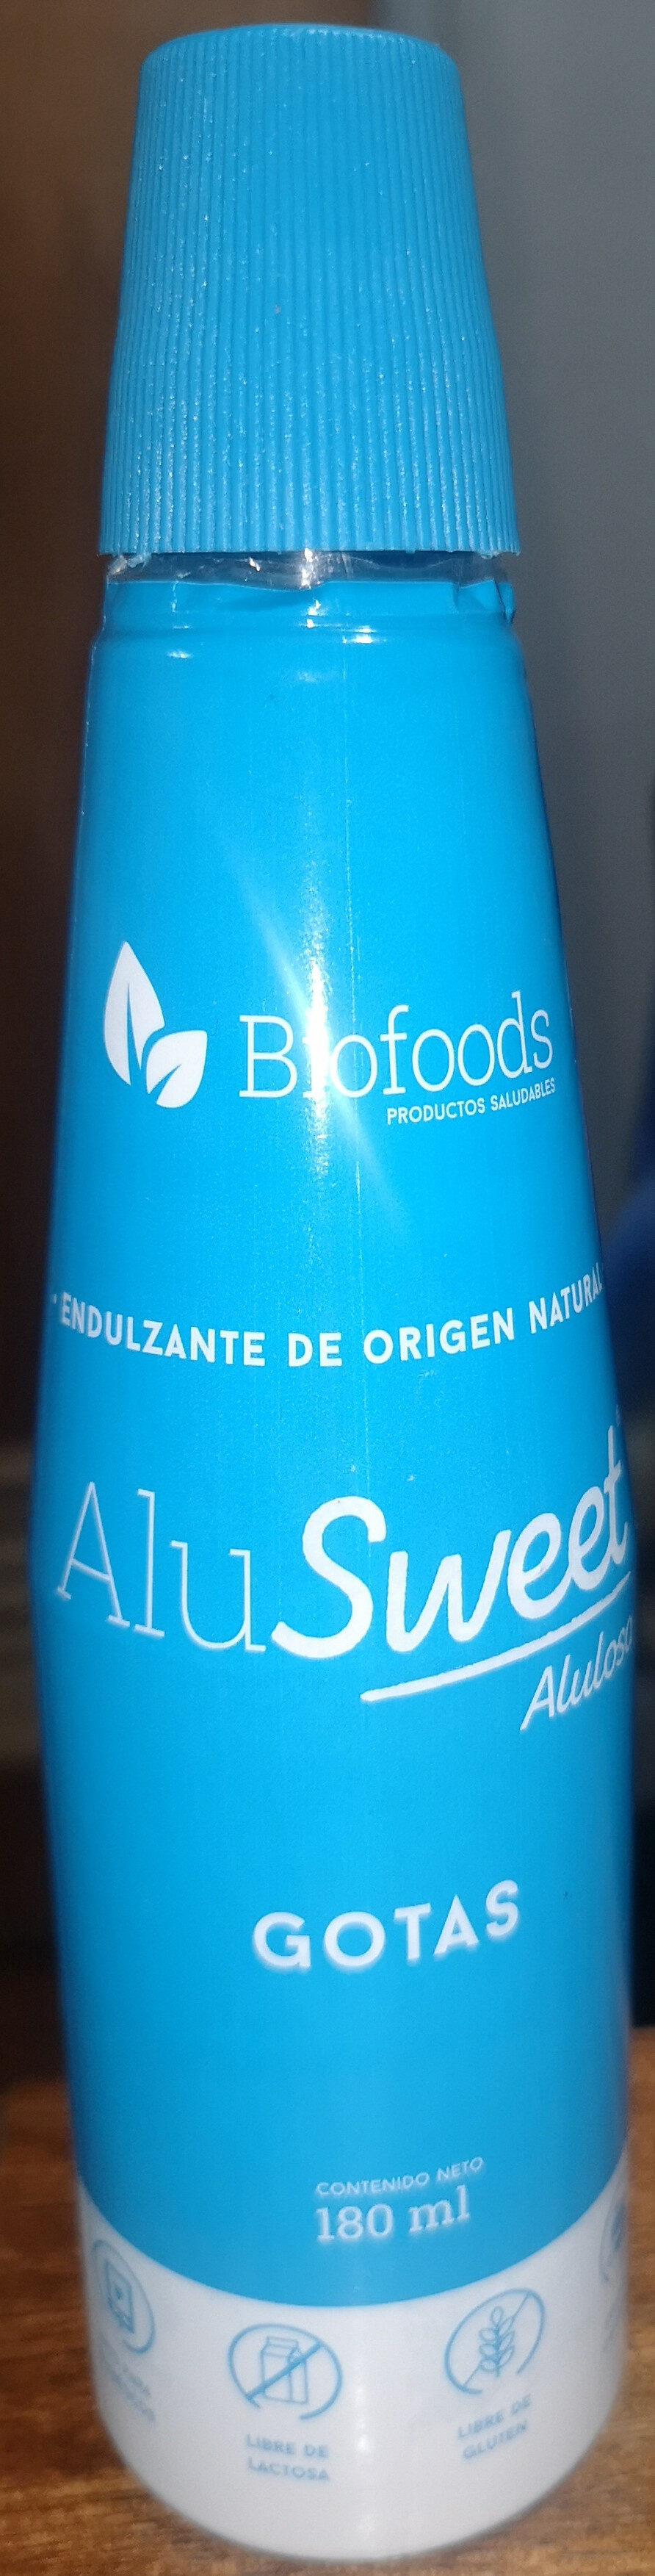 Biofoods
PRODUCTOS SALUDABLES
· ENDULZANTE DE ORIGEN NATURAL
AluSweet
Alulosa
GOTAS
CONTENIDO NETO
180 ml
LIBRE DE
LACTOSA
LIBRE DE
GLUTEN